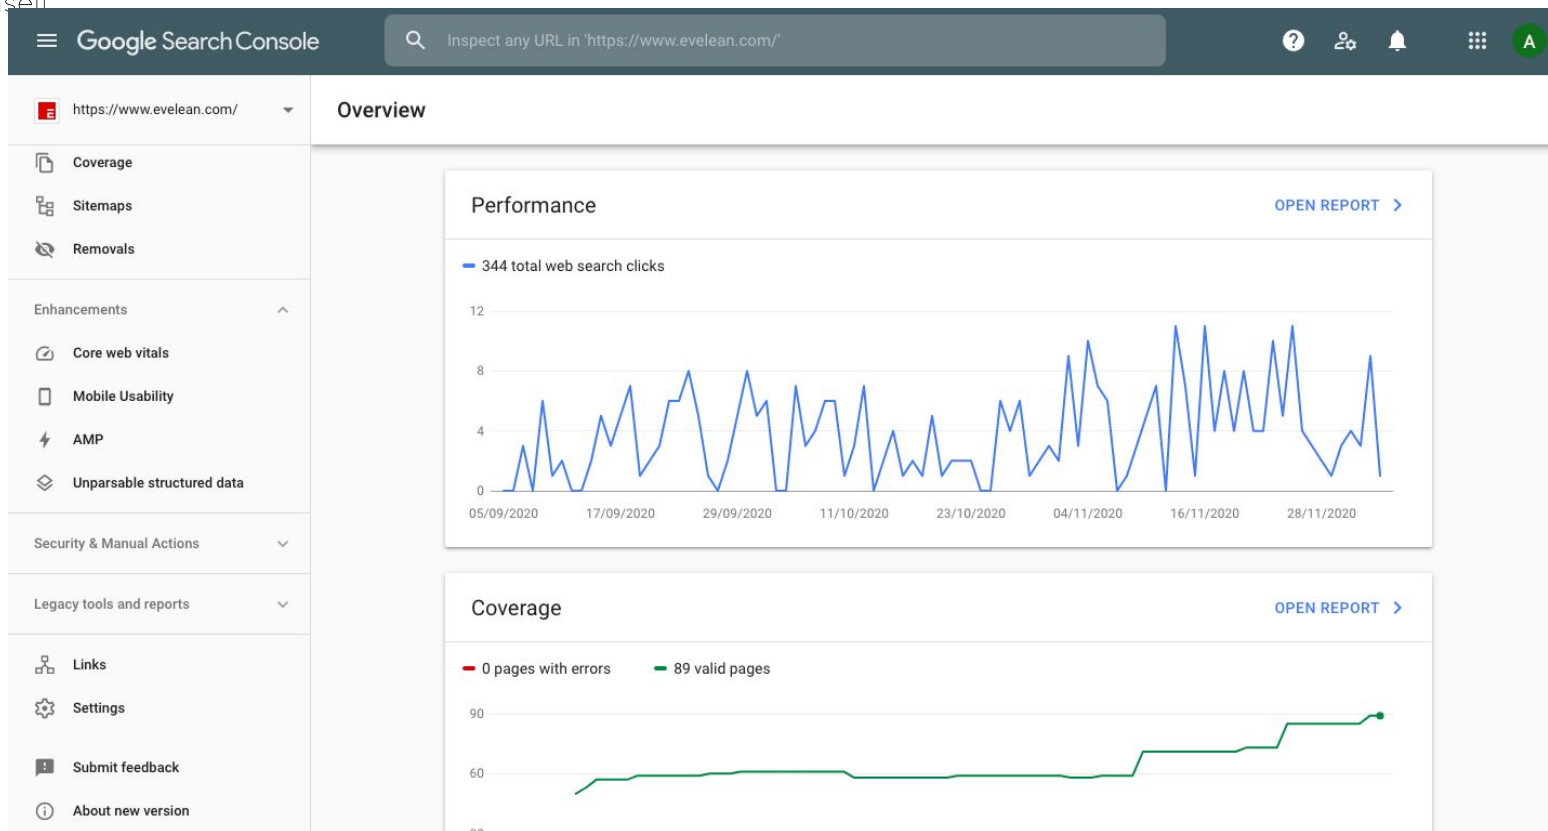 Google Search Console
Inspect any URL in 'https://www.evelean.com/'
A
https://www.evelean.com/
Overview
Coverage
Sitemaps
Removals
Enhancements
Core web vitals
Mobile Usability
AMP
Unparsable structured data
Security & Manual Actions
Legacy tools and reports
Links
Settings
Submit feedback
About new version
Performance
OPEN REPORT
344 total web search clicks
12
8
4
0
05/09/2020 17/09/2020 29/09/2020 11/10/2020 23/10/2020 04/11/2020 16/11/2020 28/11/2020
Coverage
OPEN REPORT
0 pages with errors 89 valid pages
90
60